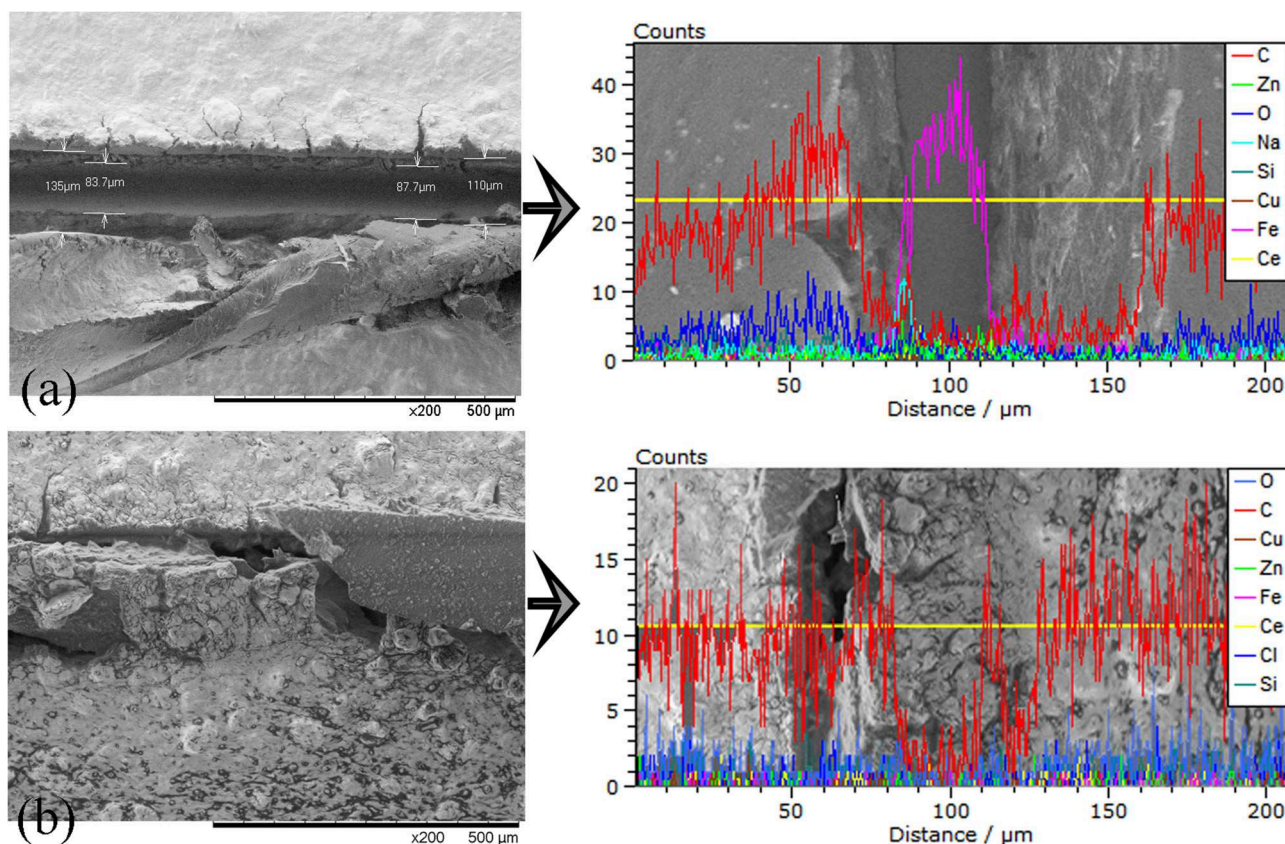 135µm
83.7µm
87.7µm
110µm
(a)
x200 500 µm
Counts
40
30
20
10
0
50 100 150 200
Distance / µm
C
Zn
O
Na
Si
Cu
Fe
Ce
(b)
x200 500 µm
Counts
20
15
10
5
0
50 100 150 200
Distance / µm
O
C
Cu
Zn
Fe
Ce
Cl
Si